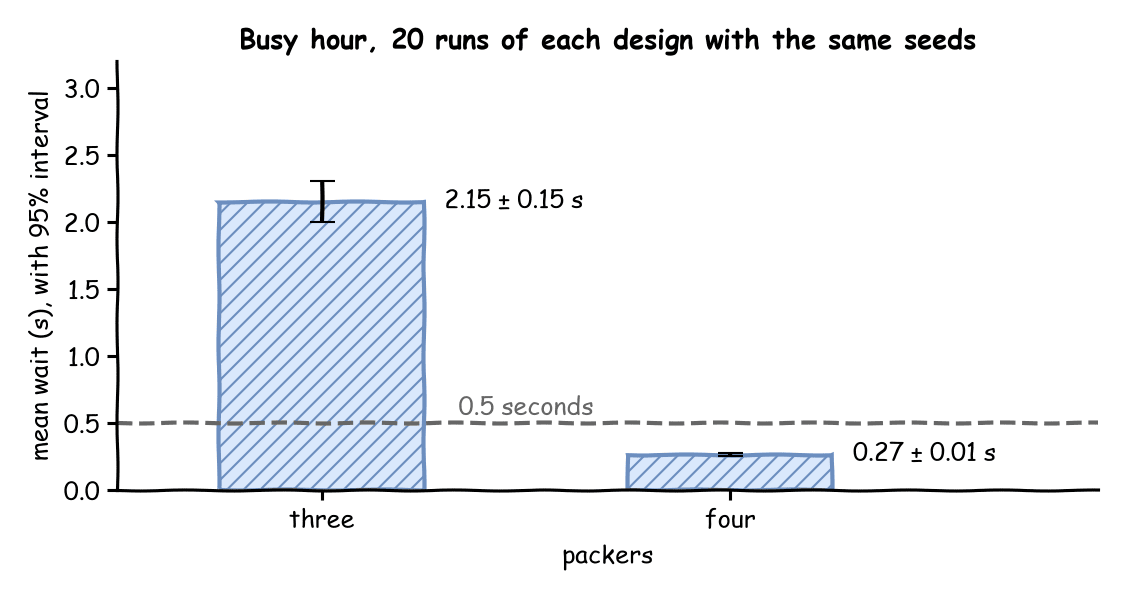 Busy hour, 20 runs of each design with the same seeds
mean wait (s), with 95% interval
3.0
2.5
2.0
1.5
1.0
0.5
0.0
2.15 ± 0.15 s
0.5 seconds
0.27 ± 0.01 s
three
four
packers